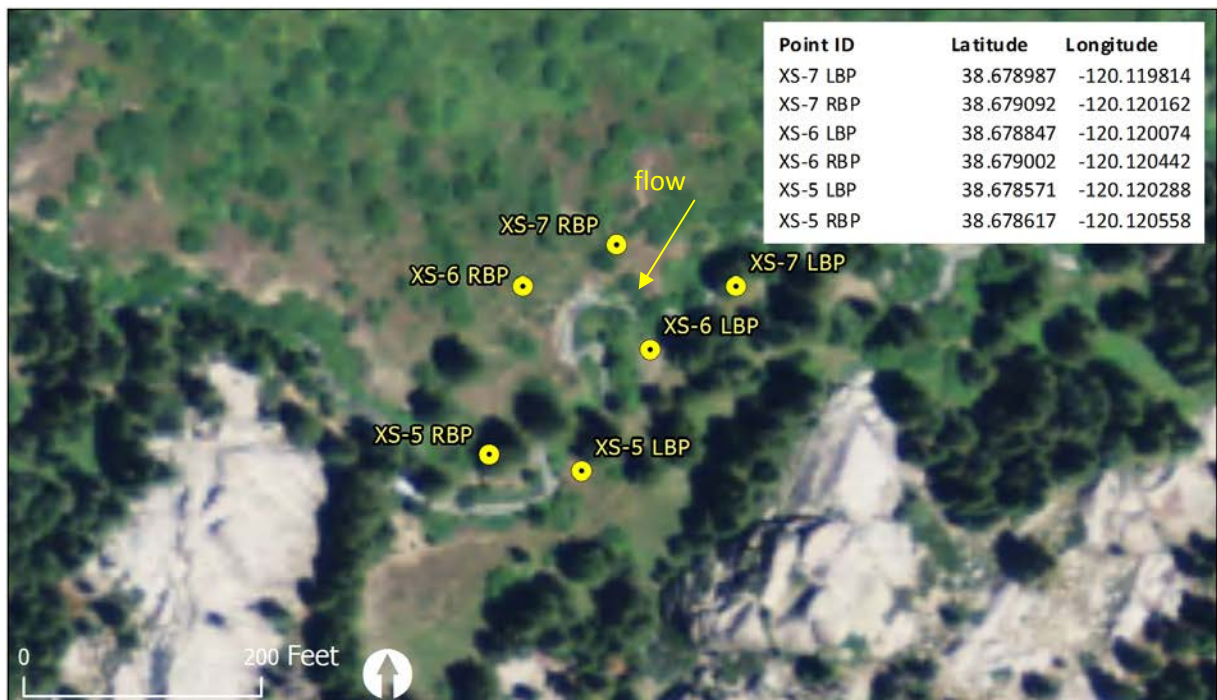 Point ID Latitude Longitude
XS-7 LBP 38.678987 -120.119814
XS-7 RBP 38.679092 -120.120162
XS-6 LBP 38.678847 -120.120074
XS-6 RBP 38.679002 -120.120442
XS-5 LBP 38.678571 -120.120288
XS-5 RBP 38.678617 -120.120558
flow
XS-7 RBP
XS-7 LBP
XS-6 RBP
XS-6 LBP
XS-5 RBP
XS-5 LBP
0 200 Feet